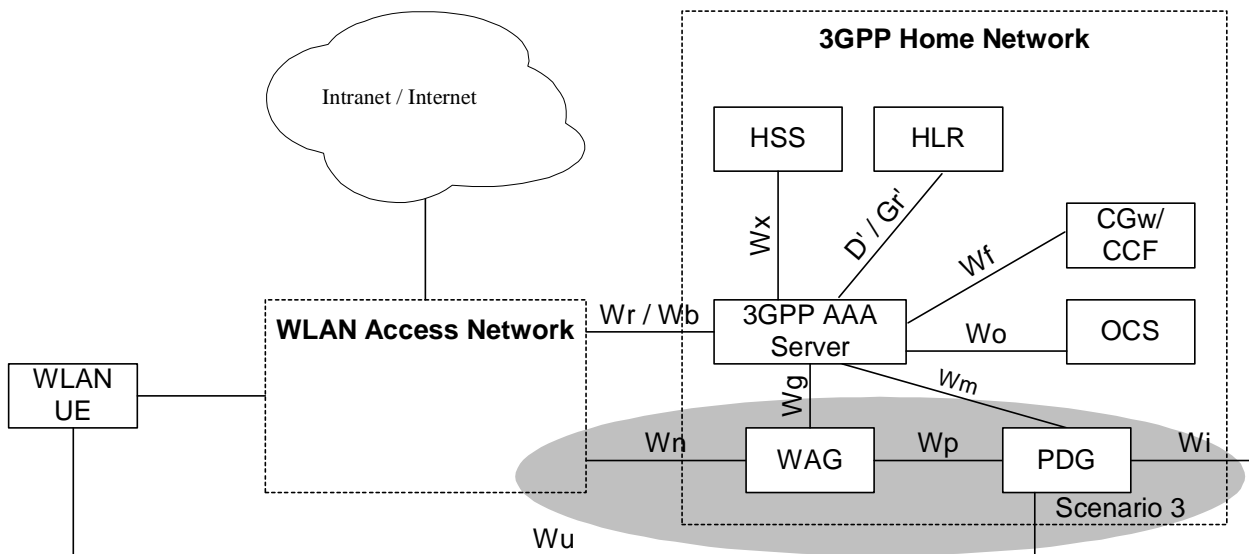 3GPP Home Network
Intranet / Internet
HSS
HLR
Wx
D' / Gr'
Wf
CGw/
CCF
WLAN Access Network
Wr / Wb
3GPP AAA
Server
Wo
OCS
WLAN
UE
Wg
Wm
Wn
WAG
Wp
PDG
Wi
Scenario 3
Wu